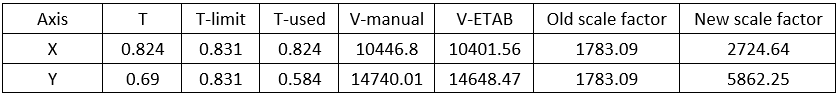 Axis T T-limit T-used V-manual V-ETAB Old scale factor New scale factor
X 0.824 0.831 0.824 10446.8 10401.56 1783.09 2724.64
Y 0.69 0.831 0.584 14740.01 14648.47 1783.09 5862.25